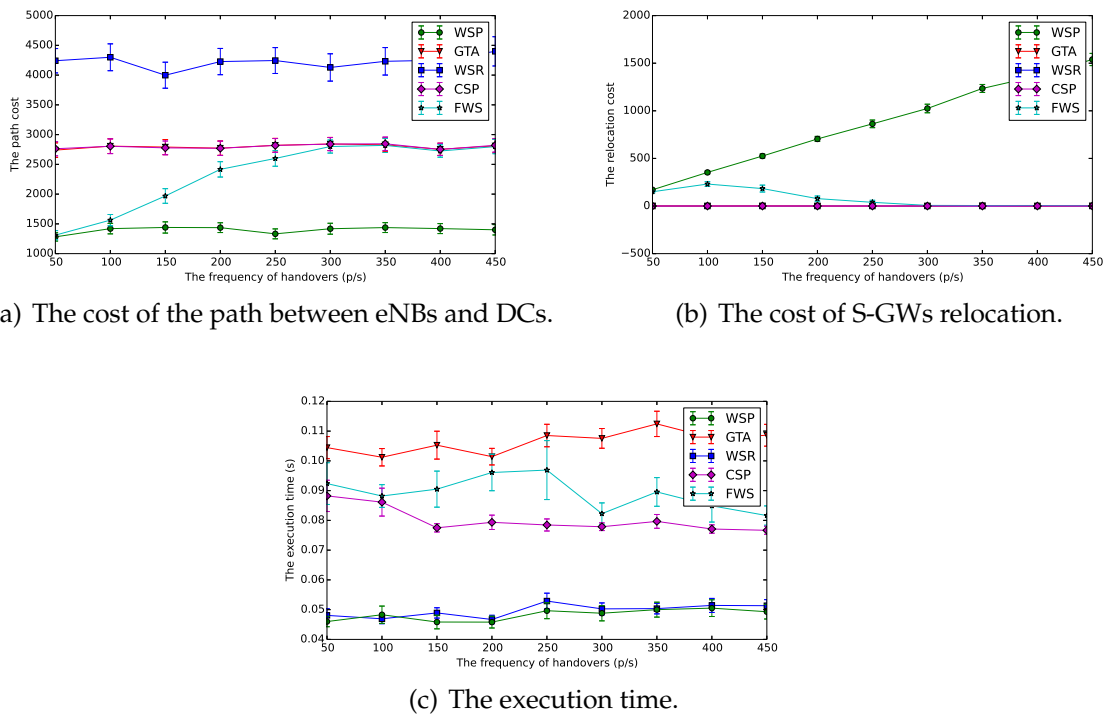 5000
4500
4000
3500
3000
2500
2000
1500
1000
The path cost
50 100 150 200 250 300 350 400 450
The frequency of handovers (p/s)
WSP
GTA
WSR
CSP
FWS
a) The cost of the path between eNBs and DCs.
2000
1500
1000
500
0
−500
The relocation cost
50 100 150 200 250 300 350 400 450
The frequency of handovers (p/s)
WSP
GTA
WSR
CSP
FWS
(b) The cost of S-GWs relocation.
0.12
0.11
0.10
0.09
0.08
0.07
0.06
0.05
0.04
The execution time (s)
50 100 150 200 250 300 350 400 450
The frequency of handovers (p/s)
WSP
GTA
WSR
CSP
FWS
(c) The execution time.